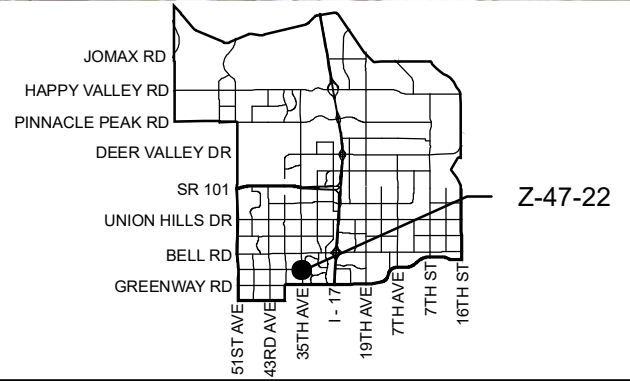 JOMAX RD
HAPPY VALLEY RD
PINNACLE PEAK RD
DEER VALLEY DR
SR 101
Z-47-22
UNION HILLS DR
BELL RD
GREENWAY RD
51ST AVE
43RD AVE
35TH AVE
I - 17
19TH AVE
7TH AVE
7TH ST
16TH ST